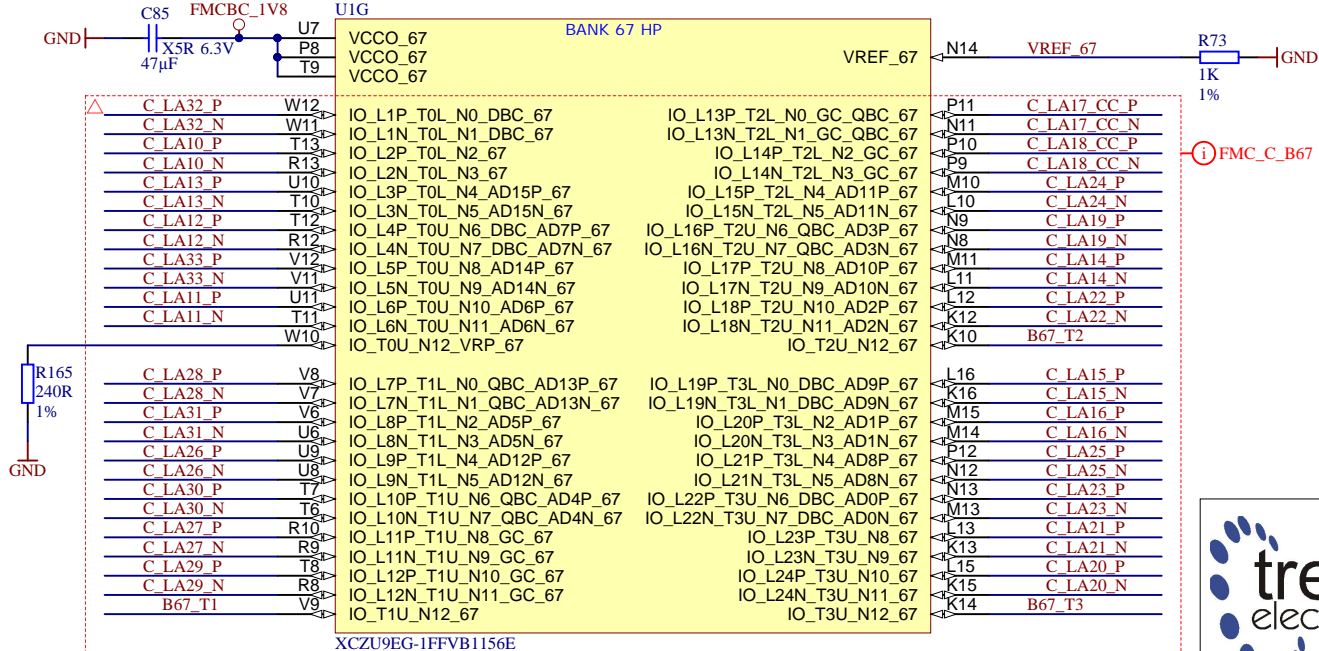 C85
FMCBC_1V8
U1G
GND
X5R 6.3V
47µF
U7
P8
T9
VCCO_67
VCCO_67
VCCO_67
BANK 67 HP
VREF_67
N14
VREF_67
R73
1K
1%
GND
C_LA32_P W12 IO_L1P_T0L_N0_DBC_67 IO_L13P_T2L_N0_GC_QBC_67 P11 C_LA17_CC_P
C_LA32_N W11 IO_L1N_T0L_N1_DBC_67 IO_L13N_T2L_N1_GC_QBC_67 N11 C_LA17_CC_N
C_LA10_P T13 IO_L2P_T0L_N2_67 IO_L14P_T2L_N2_GC_67 P10 C_LA18_CC_P
i FMC_C_B67
C_LA10_N R13 IO_L2N_T0L_N3_67 IO_L14N_T2L_N3_GC_67 P9 C_LA18_CC_N
C_LA13_P U10 IO_L3P_T0L_N4_AD15P_67 IO_L15P_T2L_N4_AD11P_67 M10 C_LA24_P
C_LA13_N T10 IO_L3N_T0L_N5_AD15N_67 IO_L15N_T2L_N5_AD11N_67 L10 C_LA24_N
C_LA12_P T12 IO_L4P_T0U_N6_DBC_AD7P_67 IO_L16P_T2U_N6_QBC_AD3P_67 N9 C_LA19_P
C_LA12_N R12 IO_L4N_T0U_N7_DBC_AD7N_67 IO_L16N_T2U_N7_QBC_AD3N_67 N8 C_LA19_N
C_LA33_P V12 IO_L5P_T0U_N8_AD14P_67 IO_L17P_T2U_N8_AD10P_67 M11 C_LA14_P
C_LA33_N V11 IO_L5N_T0U_N9_AD14N_67 IO_L17N_T2U_N9_AD10N_67 L11 C_LA14_N
C_LA11_P U11 IO_L6P_T0U_N10_AD6P_67 IO_L18P_T2U_N10_AD2P_67 L12 C_LA22_P
C_LA11_N T11 IO_L6N_T0U_N11_AD6N_67 IO_L18N_T2U_N11_AD2N_67 K12 C_LA22_N
W10 IO_T0U_N12_VRP_67 IO_T2U_N12_67 K10 B67_T2
R165
240R
1%
GND
C_LA28_P V8 IO_L7P_T1L_N0_QBC_AD13P_67 IO_L19P_T3L_N0_DBC_AD9P_67 L16 C_LA15_P
C_LA28_N V7 IO_L7N_T1L_N1_QBC_AD13N_67 IO_L19N_T3L_N1_DBC_AD9N_67 K16 C_LA15_N
C_LA31_P V6 IO_L8P_T1L_N2_AD5P_67 IO_L20P_T3L_N2_AD1P_67 M15 C_LA16_P
C_LA31_N U6 IO_L8N_T1L_N3_AD5N_67 IO_L20N_T3L_N3_AD1N_67 M14 C_LA16_N
C_LA26_P U9 IO_L9P_T1L_N4_AD12P_67 IO_L21P_T3L_N4_AD8P_67 P12 C_LA25_P
C_LA26_N U8 IO_L9N_T1L_N5_AD12N_67 IO_L21N_T3L_N5_AD8N_67 N12 C_LA25_N
C_LA30_P T7 IO_L10P_T1U_N6_QBC_AD4P_67 IO_L22P_T3U_N6_DBC_AD0P_67 N13 C_LA23_P
C_LA30_N T6 IO_L10N_T1U_N7_QBC_AD4N_67 IO_L22N_T3U_N7_DBC_AD0N_67 M13 C_LA23_N
C_LA27_P R10 IO_L11P_T1U_N8_GC_67 IO_L23P_T3U_N8_67 L13 C_LA21_P
C_LA27_N R9 IO_L11N_T1U_N9_GC_67 IO_L23N_T3U_N9_67 K13 C_LA21_N
C_LA29_P T8 IO_L12P_T1U_N10_GC_67 IO_L24P_T3U_N10_67 L15 C_LA20_P
C_LA29_N R8 IO_L12N_T1U_N11_GC_67 IO_L24N_T3U_N11_67 K15 C_LA20_N
B67_T1 V9 IO_T1U_N12_67 IO_T3U_N12_67 K14 B67_T3
XCZU9EG-1FFVB1156E
tre
elec